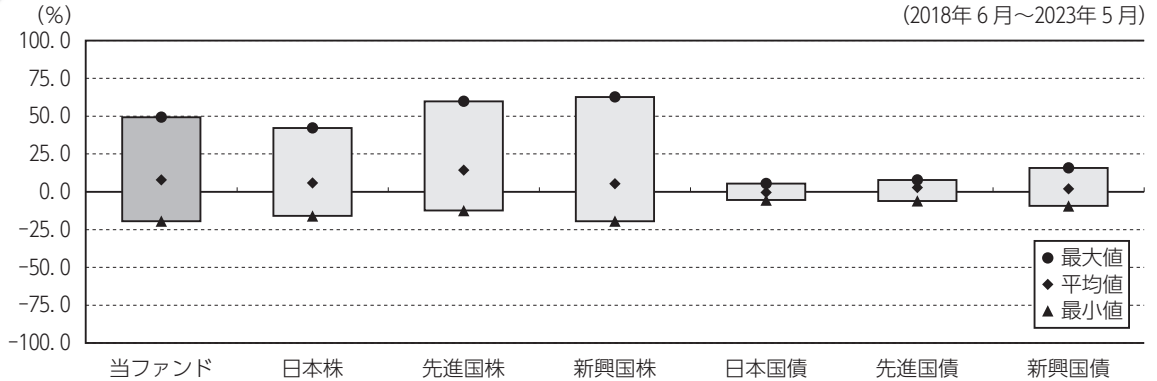 (%)
(2018年6月～2023年5月)
100.0
75.0
50.0
25.0
0.0
-25.0
-50.0
-75.0
-100.0
● 最大値
◆ 平均値
▲ 最小値
当ファンド 日本株 先進国株 新興国株 日本国債 先進国債 新興国債